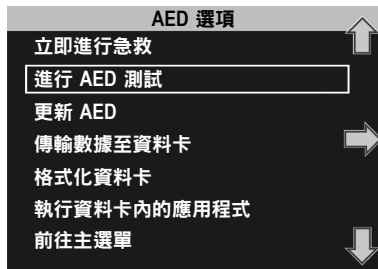 AED 選項
立即進行急救
進行 AED 測試
更新 AED
傳輸數據至資料卡
格式化資料卡
執行資料卡內的應用程式
前往主選單